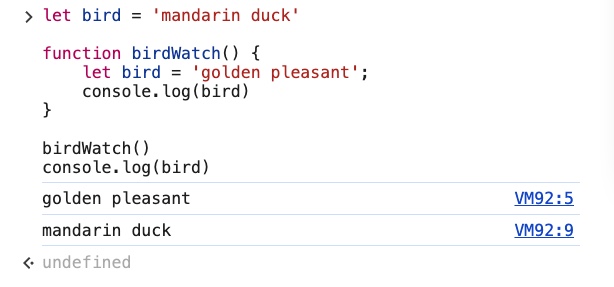 let bird = 'mandarin duck'
function birdWatch() {
let bird = 'golden pleasant';
console.log(bird)
}
birdWatch()
console.log(bird)
golden pleasant VM92:5
mandarin duck VM92:9
undefined